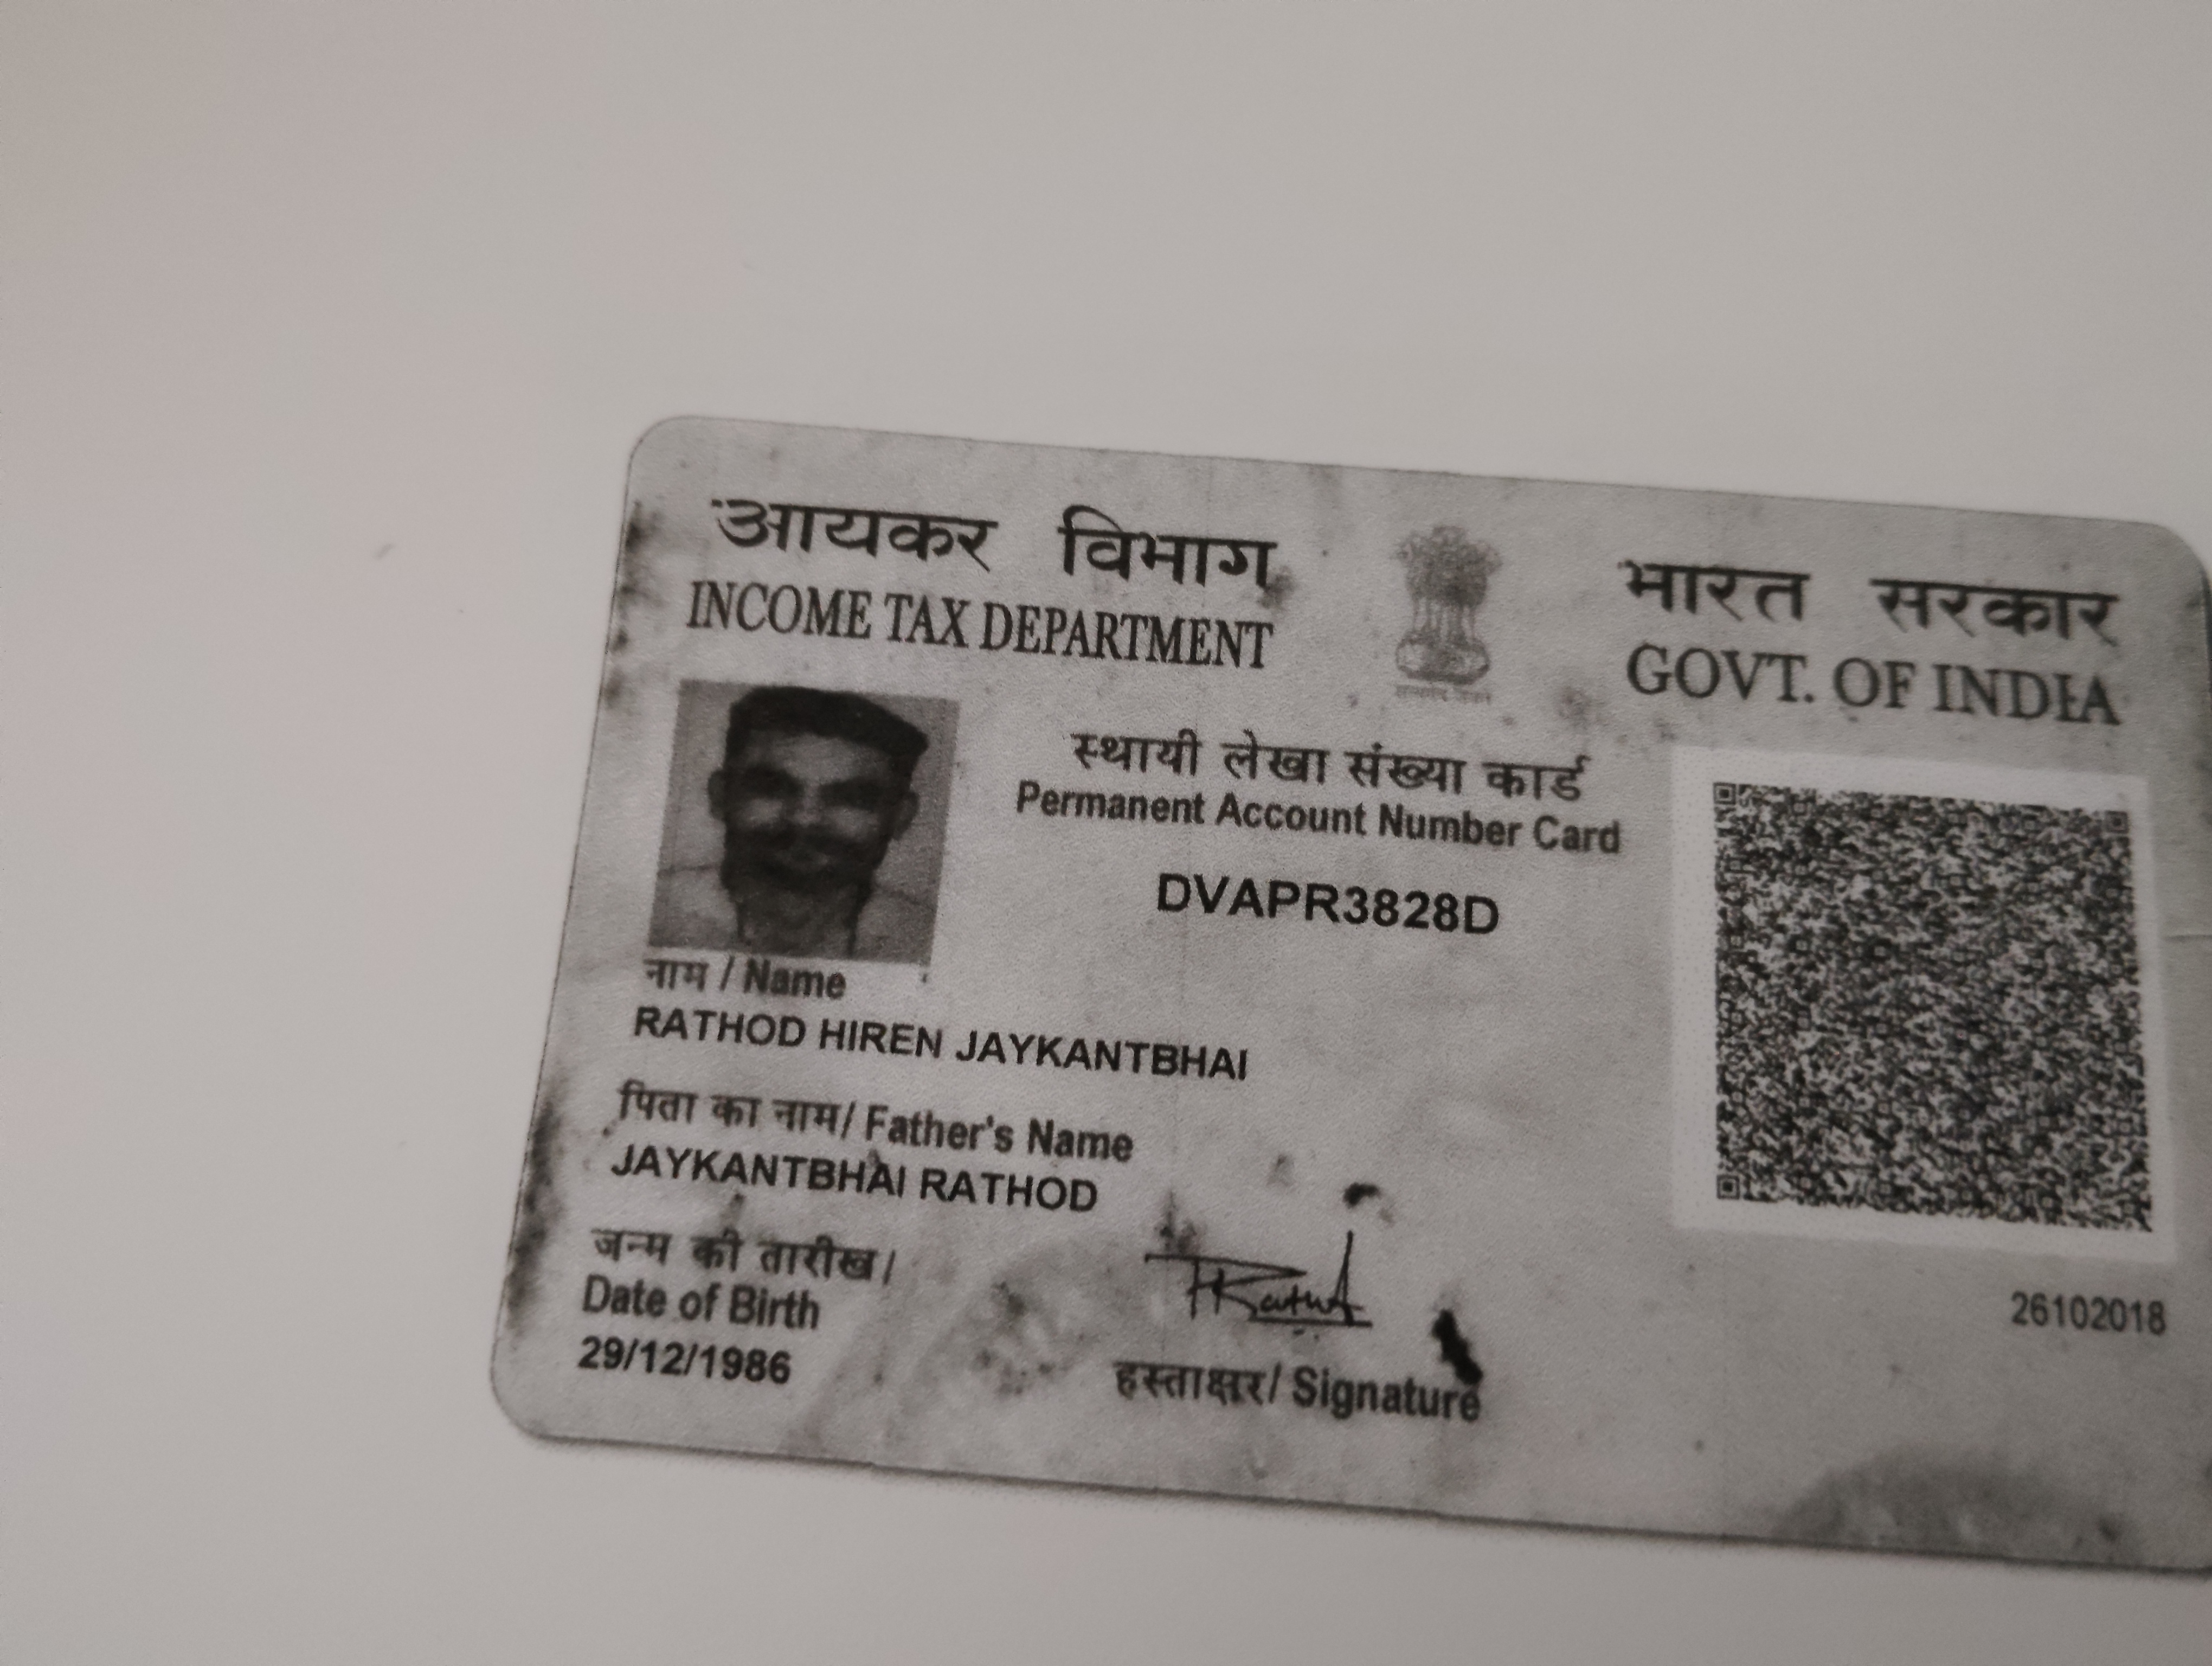 आयकर विभाग
INCOME TAX DEPARTMENT
भारत सरकार
GOVT. OF INDIA
स्थायी लेखा संख्या कार्ड
Permanent Account Number Card
DVAPR3828D
नाम / Name
RATHOD HIREN JAYKANTBHAI
पिता का नाम/ Father's Name
JAYKANTBHAI RATHOD
जन्म की तारीख/
Date of Birth
29/12/1986
हस्ताक्षर/ Signature
26102018